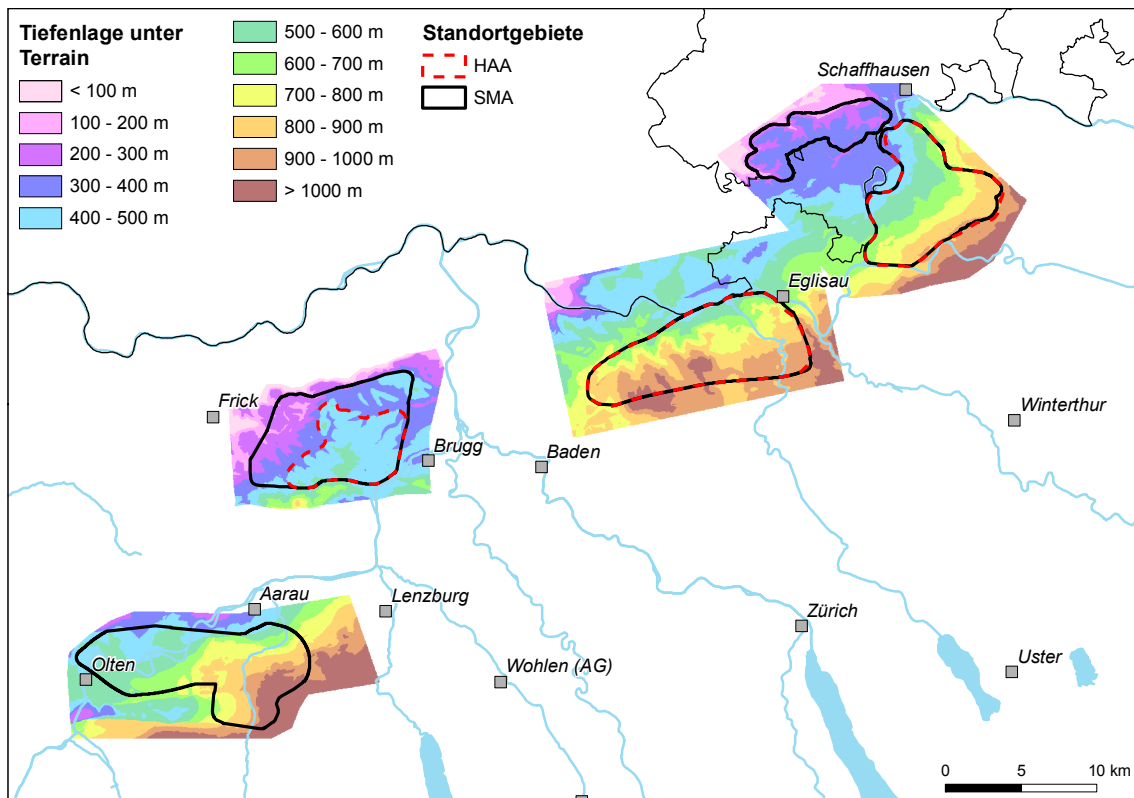 Tiefenlage unter
Terrain
< 100 m
100 - 200 m
200 - 300 m
300 - 400 m
400 - 500 m
500 - 600 m
600 - 700 m
700 - 800 m
800 - 900 m
900 - 1000 m
> 1000 m
Standortgebiete
HAA
SMA
Schaffhausen
Eglisau
Frick
Winterthur
Brugg
Baden
Aarau
Lenzburg
Zürich
Olten
Wohlen (AG)
Uster
0 5 10 km